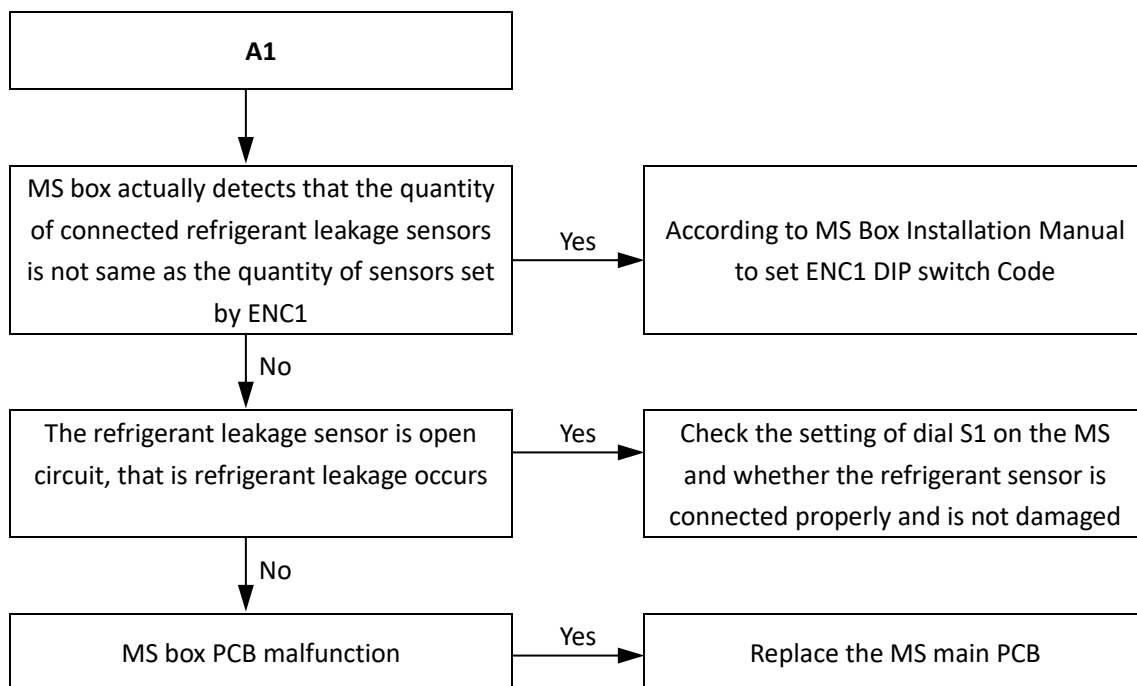 A1
MS box actually detects that the quantity
of connected refrigerant leakage sensors
is not same as the quantity of sensors set
by ENC1
Yes
According to MS Box Installation Manual
to set ENC1 DIP switch Code
No
The refrigerant leakage sensor is open
circuit, that is refrigerant leakage occurs
Yes
Check the setting of dial S1 on the MS
and whether the refrigerant sensor is
connected properly and is not damaged
No
MS box PCB malfunction
Yes
Replace the MS main PCB